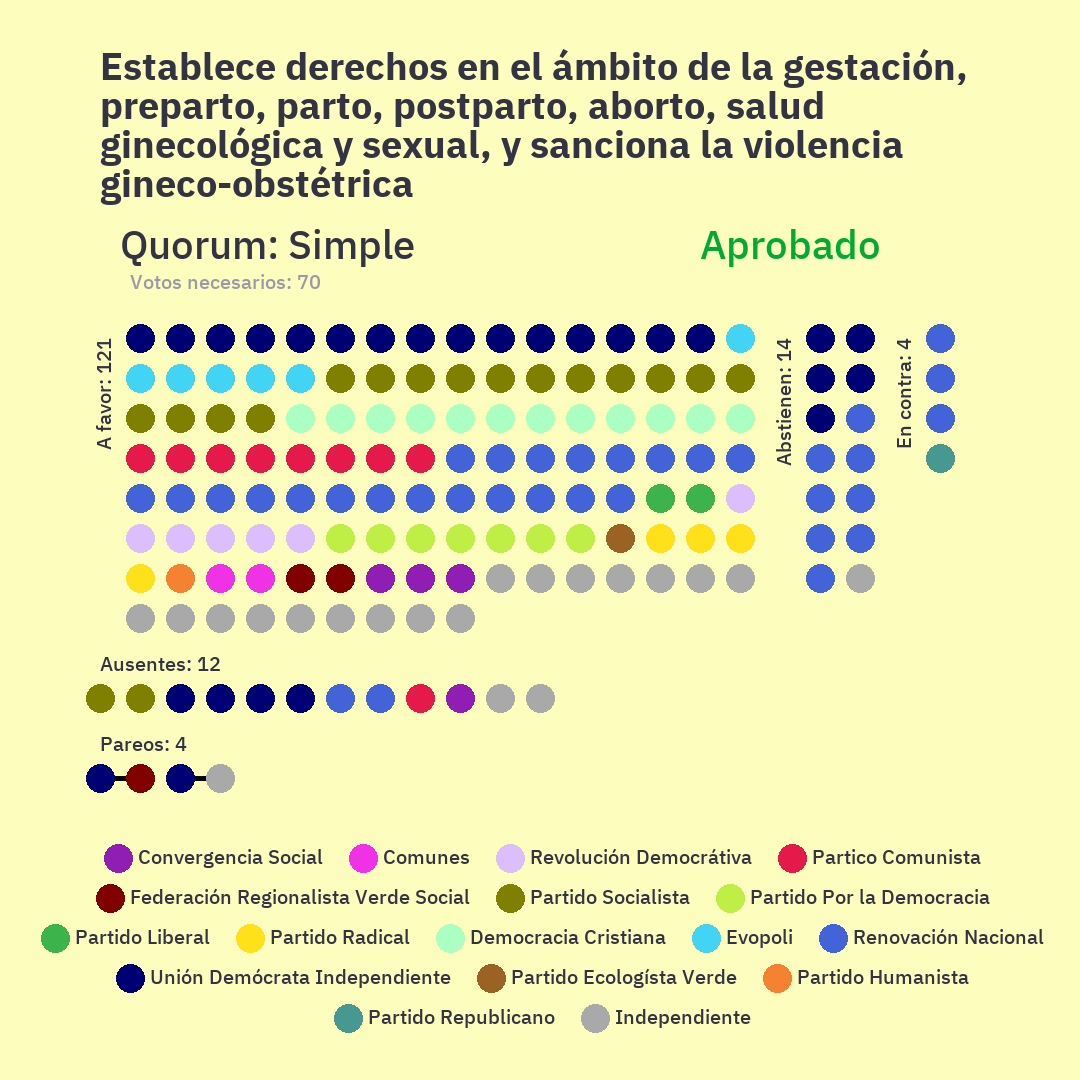 Establece derechos en el ámbito de la gestación,
preparto, parto, postparto, aborto, salud
ginecológica y sexual, y sanciona la violencia
gineco-obstétrica
Quorum: Simple
Aprobado
Votos necesarios: 70
A favor: 121
Abstienen: 14
En contra: 4
Ausentes: 12
Pareos: 4
Convergencia Social
Comunes
Revolución Democrátiva
Partico Comunista
Federación Regionalista Verde Social
Partido Socialista
Partido Por la Democracia
Partido Liberal
Partido Radical
Democracia Cristiana
Evopoli
Renovación Nacional
Unión Demócrata Independiente
Partido Ecologísta Verde
Partido Humanista
Partido Republicano
Independiente